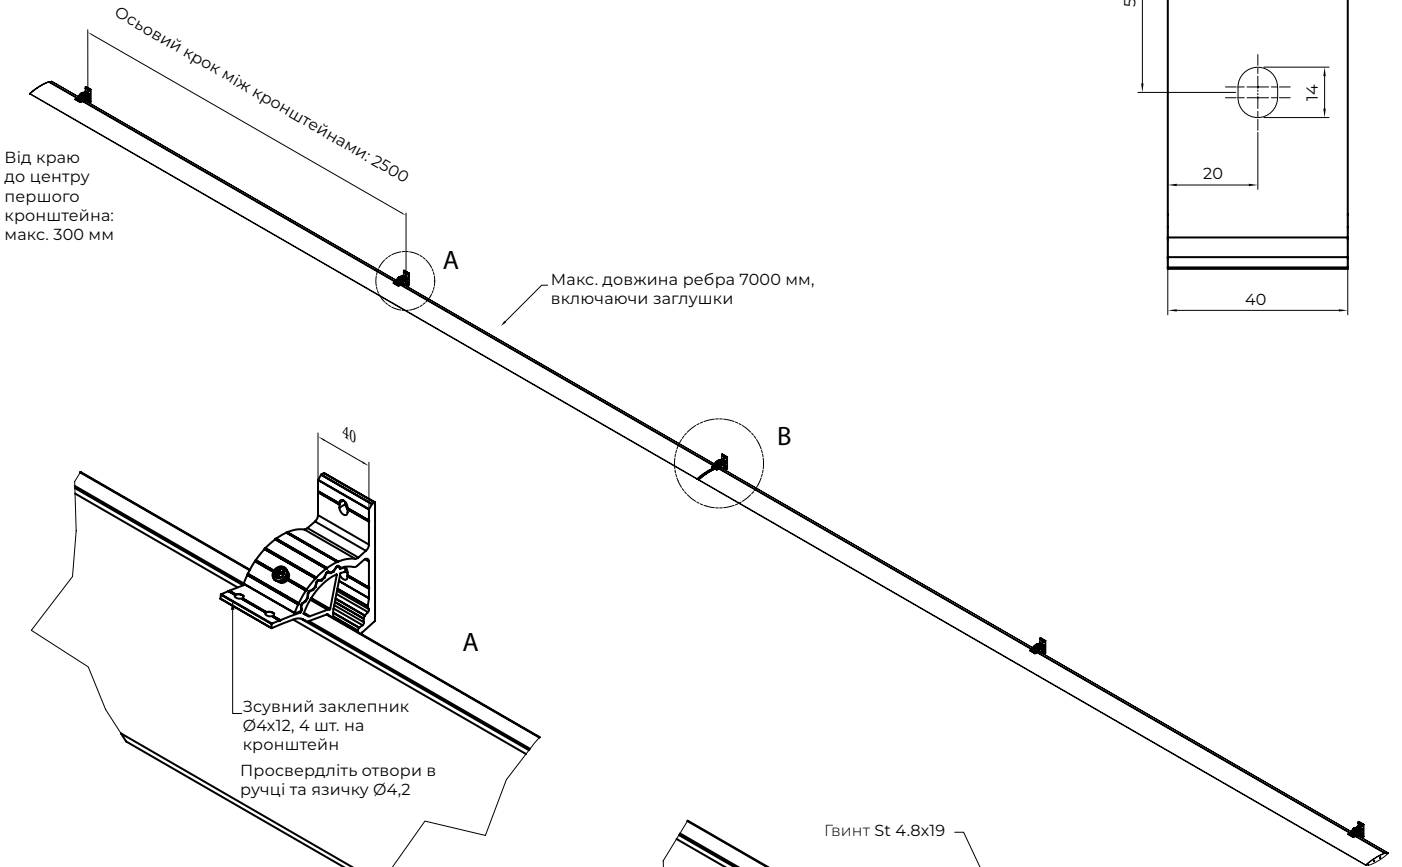 Осьовий крок між кронштейнами: 2500
Від краю
до центру
першого
кронштейна:
макс. 300 мм
A
Макс. довжина ребра 7000 мм,
включаючи заглушки
14
20
40
B
40
A
Зсувний заклепник
Ø4x12, 4 шт. на
кронштейн
Просвердліть отвори в
ручці та язичку Ø4,2
Гвинт St 4.8x19